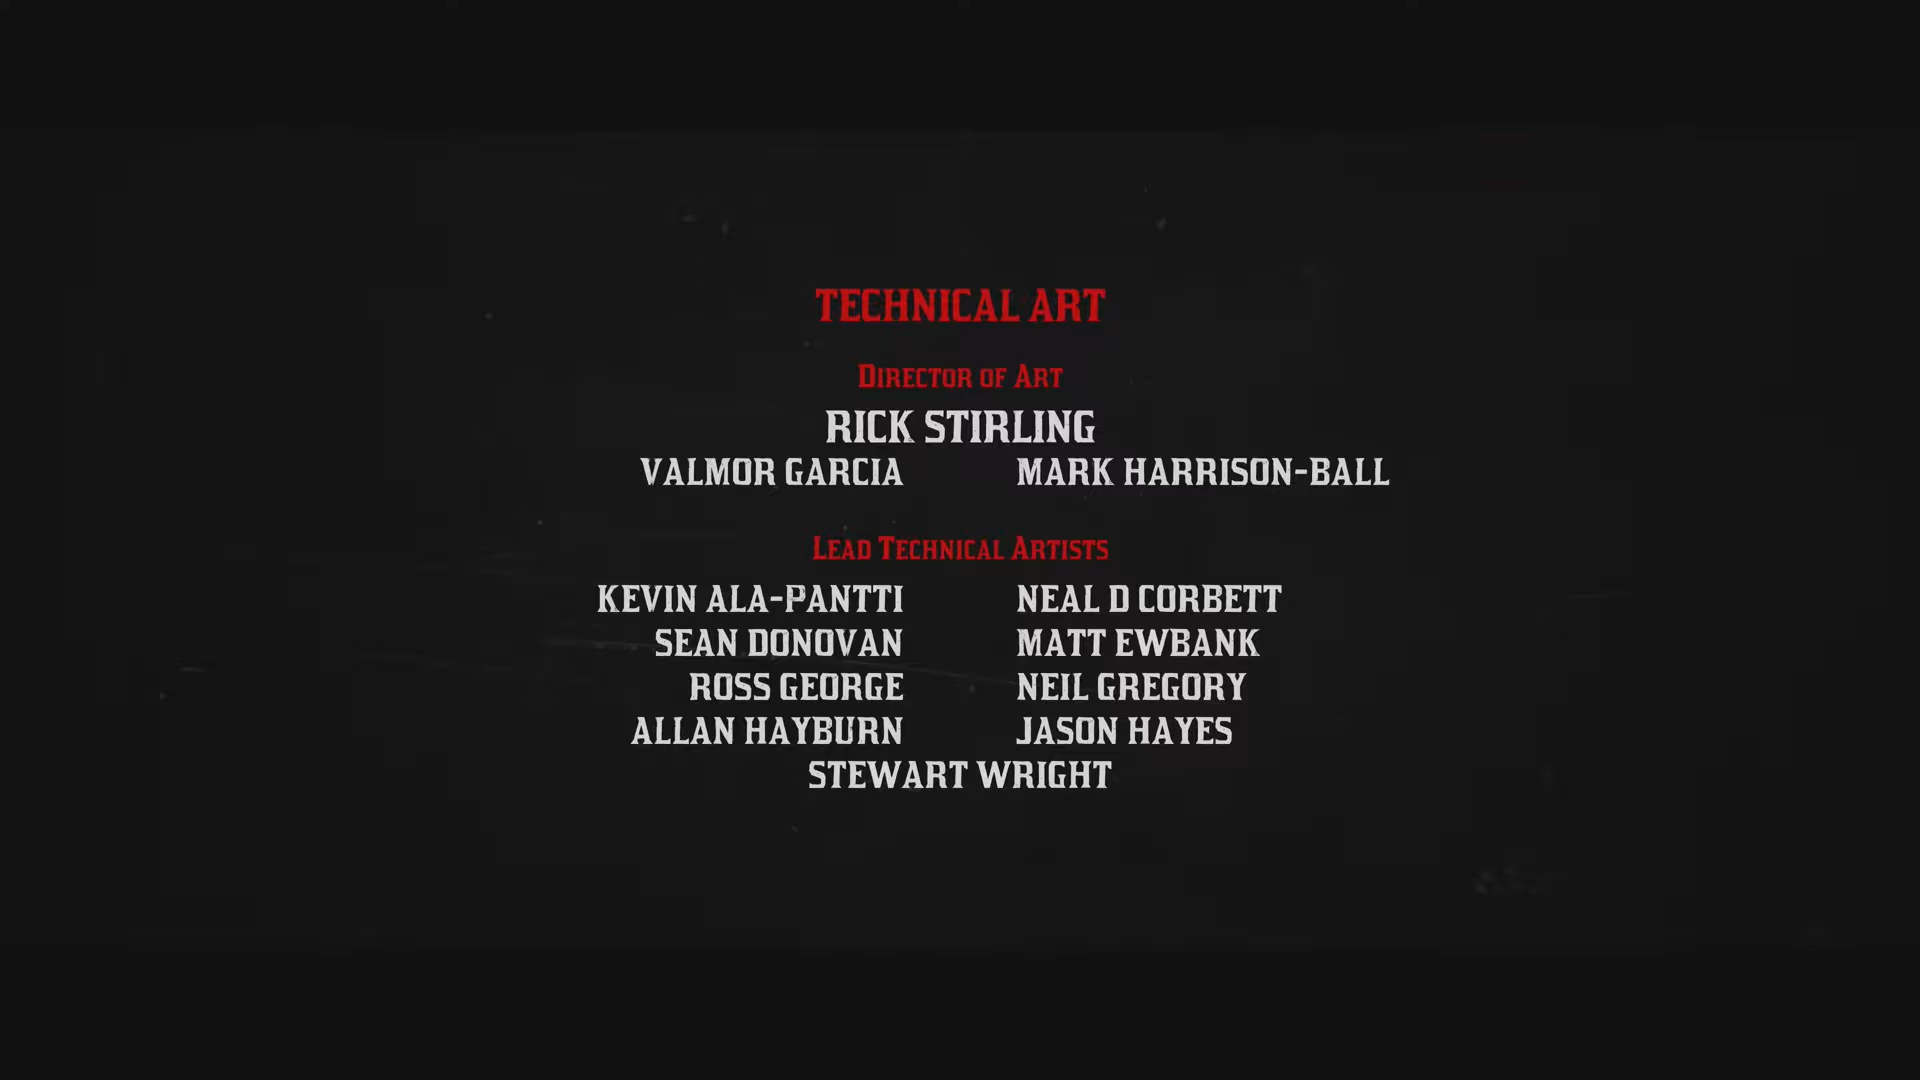 TECHNICAL ART
DIRECTOR OF ART
RICK STIRLING
VALMOR GARCIA MARK HARRISON-BALL
LEAD TECHNICAL ARTISTS
KEVIN ALA-PANTTI NEAL D CORBETT
SEAN DONOVAN MATT EWBANK
ROSS GEORGE NEIL GREGORY
ALLAN HAYBURN JASON HAYES
STEWART WRIGHT